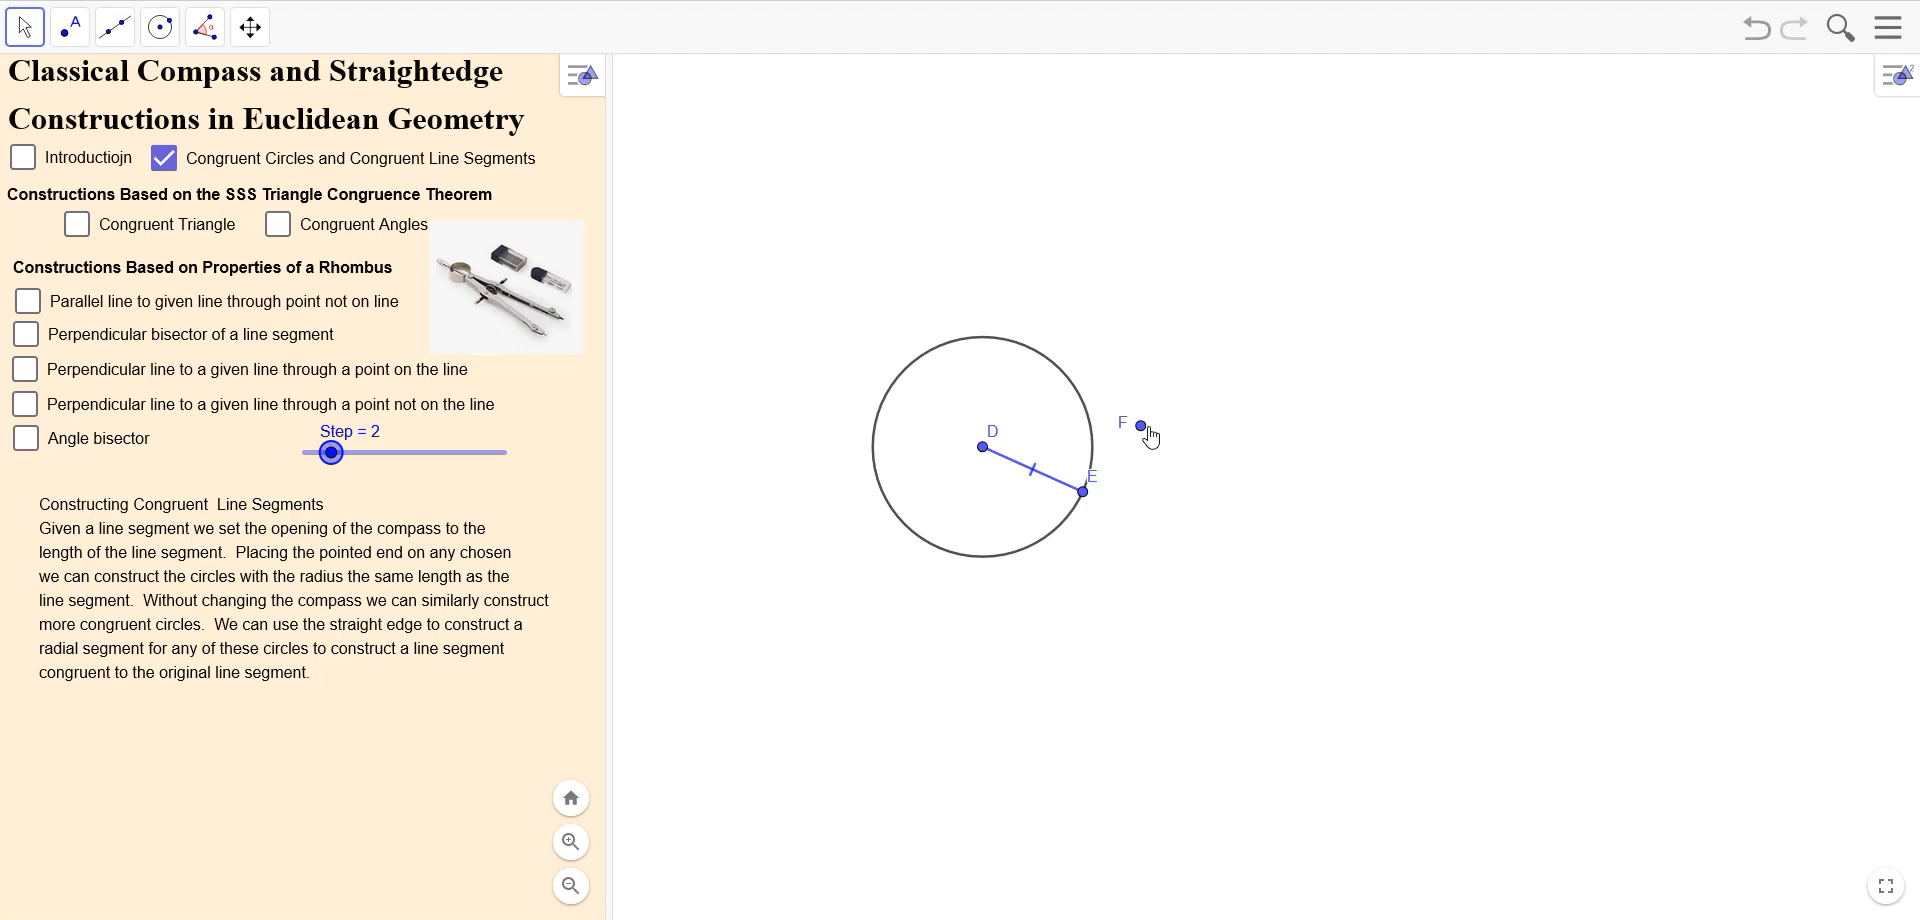 A
Classical Compass and Straightedge
Constructions in Euclidean Geometry
2
Introductiojn
Congruent Circles and Congruent Line Segments
Constructions Based on the SSS Triangle Congruence Theorem
Congruent Triangle
Congruent Angles
Constructions Based on Properties of a Rhombus
Parallel line to given line through point not on line
Perpendicular bisector of a line segment
Perpendicular line to a given line through a point on the line
Perpendicular line to a given line through a point not on the line
Step = 2
Angle bisector
Constructing Congruent  Line Segments
Given a line segment we set the opening of the compass to the
length of the line segment.  Placing the pointed end on any chosen
we can construct the circles with the radius the same length as the
line segment.  Without changing the compass we can similarly construct
more congruent circles.  We can use the straight edge to construct a
radial segment for any of these circles to construct a line segment
congruent to the original line segment.
F
D
E